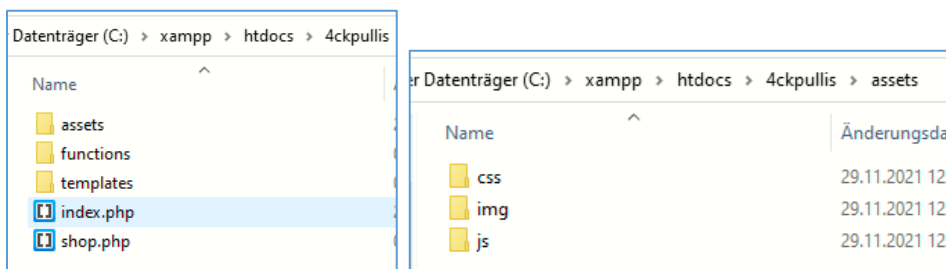 Datenträger (C:) > xampp > htdocs > 4ckpullis
Name
assets
functions
templates
index.php
shop.php
er Datenträger (C:) > xampp > htdocs > 4ckpullis > assets
Name Änderungsda
css 29.11.2021 12
img 29.11.2021 12
js 29.11.2021 12